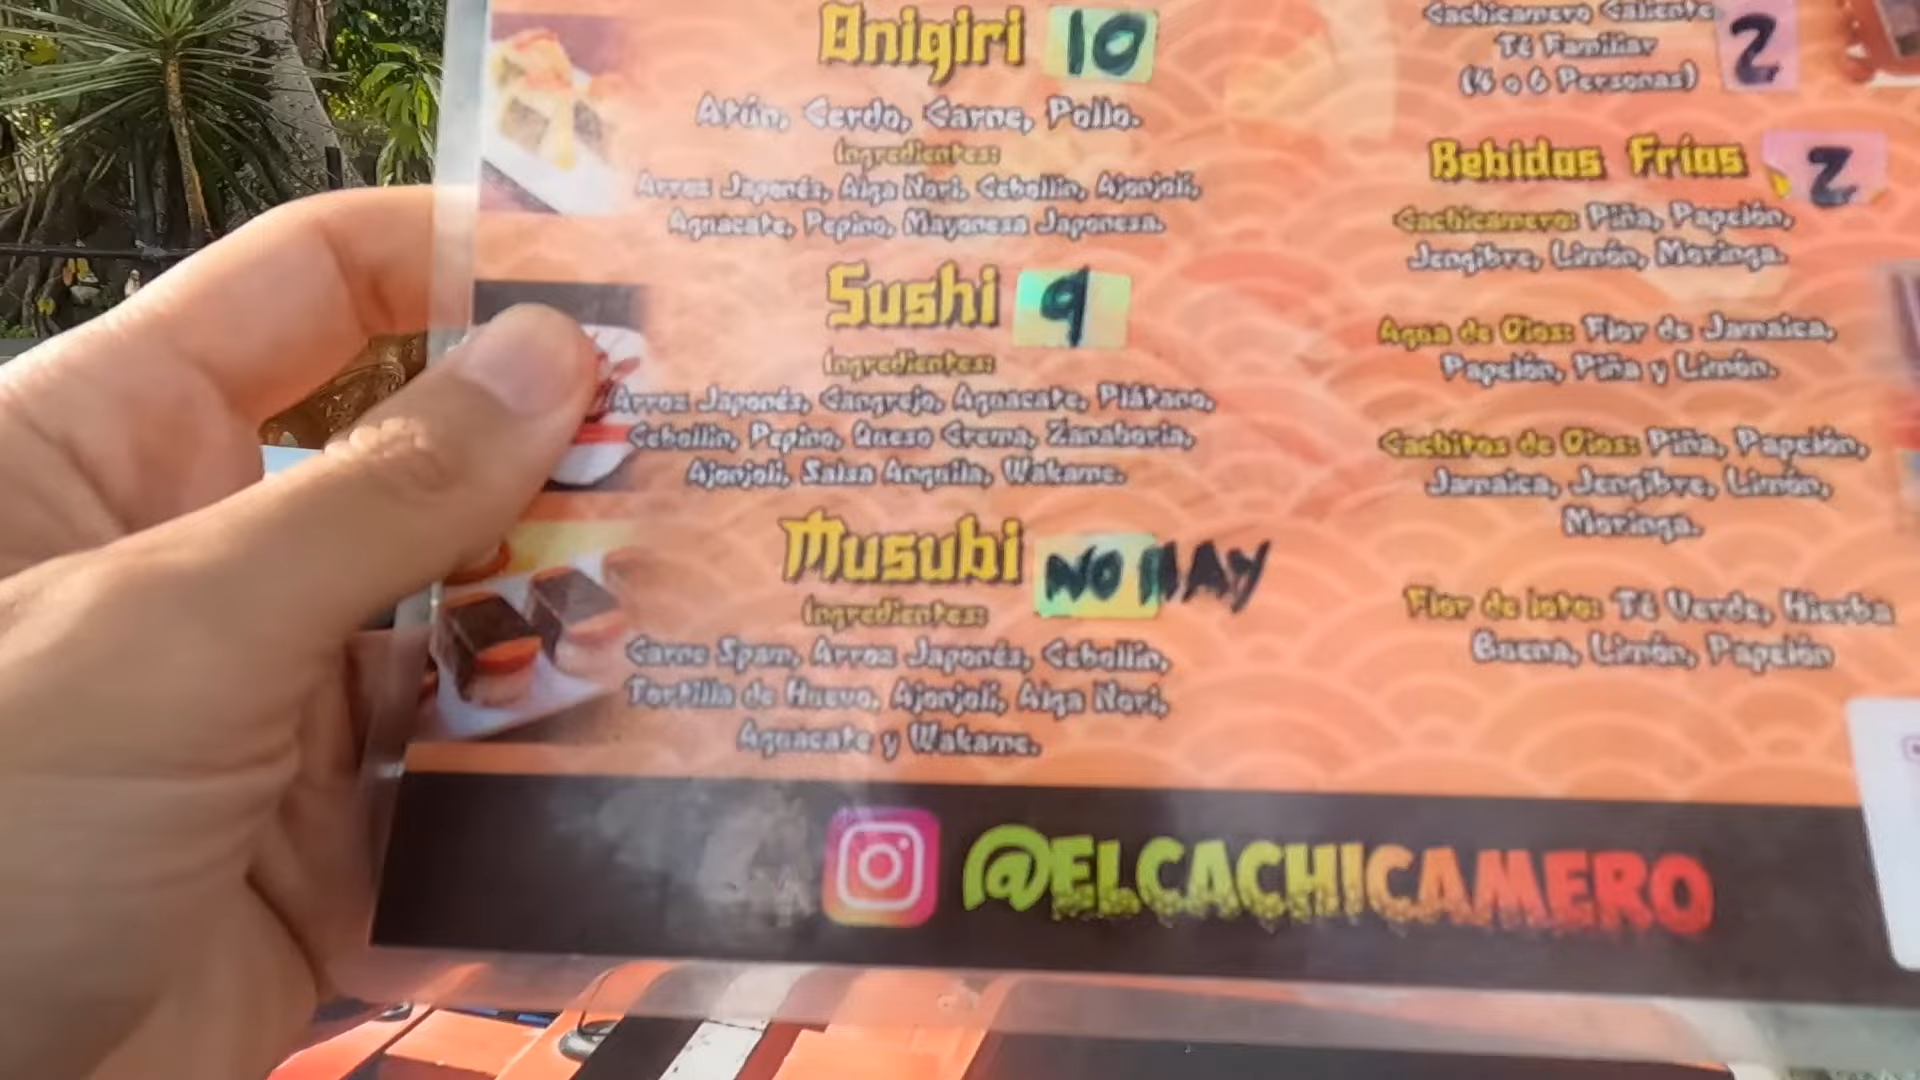 Onigiri 10
Atún, Cerdo, Carne, Pollo.
Ingredientes:
Arroz Japonés, Alga Nori, Cebollín, Ajonjolí,
Aguacate, Pepino, Mayonesa Japonesa.
Sushi 9
Ingredientes:
Arroz Japonés, Cangrejo, Aguacate, Plátano,
Cebollín, Pepino, Queso Crema, Zanahoria,
Ajonjolí, Salsa Anguila, Wakame.
Musubi NO HAY
Ingredientes:
Carne Spam, Arroz Japonés, Cebollín,
Tortilla de Huevo, Ajonjolí, Alga Nori,
Aguacate y Wakame.
Cachicamero Caliente
Té Familiar 2
(4 o 6 Personas)
Bebidas Frías 2
Cachicamero: Piña, Papelón,
Jengibre, Limón, Moringa.
Agua de Dios: Flor de Jamaica,
Papelón, Piña y Limón.
Cachitos de Dios: Piña, Papelón,
Jamaica, Jengibre, Limón,
Moringa.
Flor de loto: Té Verde, Hierba
Buena, Limón, Papelón
@ELCACHICAMERO